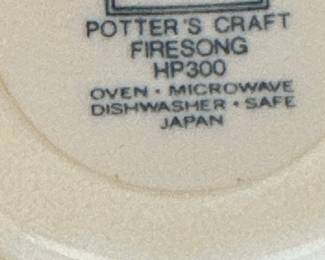 POTTER'S CRAFT
FIRESONG
HP300
OVEN • MICROWAVE
DISHWASHER • SAFE
JAPAN